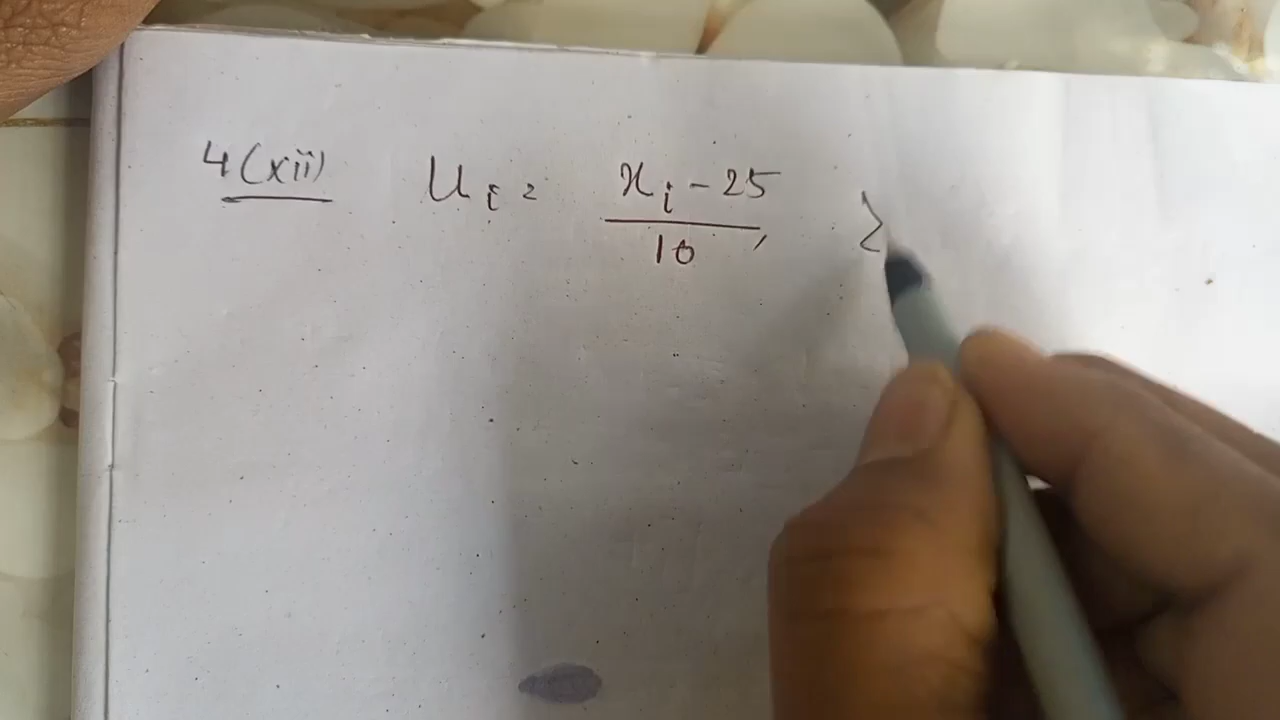 4(xii) Ui = xi - 25 / 10, Σ